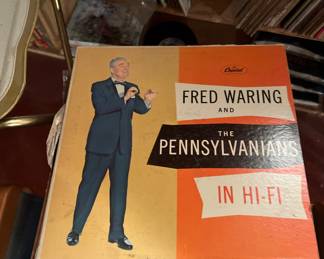 Capitol
FRED WARING
AND
THE
PENNSYLVANIANS
IN HI-FI